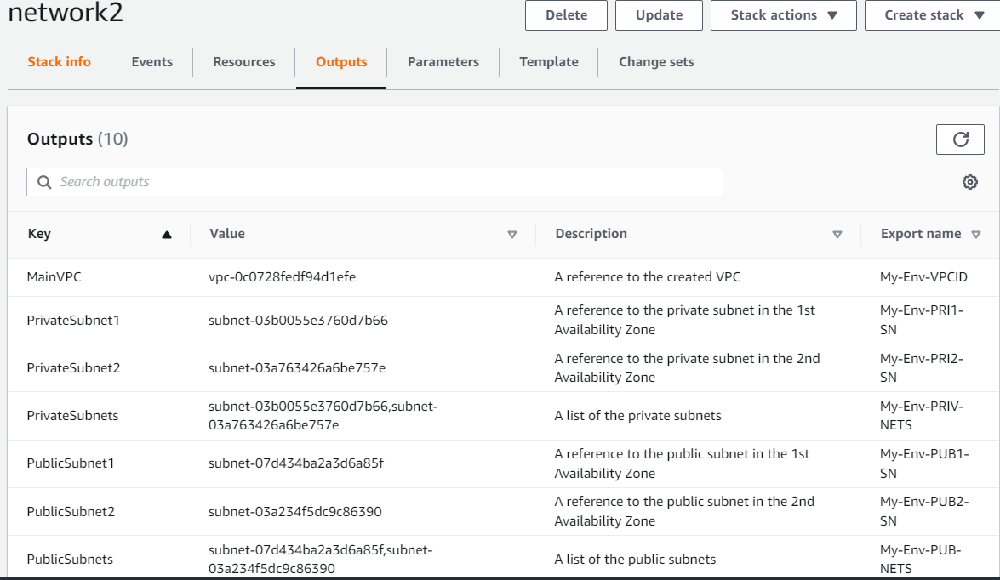 network2
Delete
Update
Stack actions
Create stack
Stack info
Events
Resources
Outputs
Parameters
Template
Change sets
Outputs (10)
Search outputs
Key
Value
Description
Export name
MainVPC
vpc-0c0728fedf94d1efe
A reference to the created VPC
My-Env-VPCID
PrivateSubnet1
subnet-03b0055e3760d7b66
A reference to the private subnet in the 1st
Availability Zone
My-Env-PRI1-
SN
PrivateSubnet2
subnet-03a763426a6be757e
A reference to the private subnet in the 2nd
Availability Zone
My-Env-PRI2-
SN
PrivateSubnets
subnet-03b0055e3760d7b66,subnet-
03a763426a6be757e
A list of the private subnets
My-Env-PRIV-
NETS
PublicSubnet1
subnet-07d434ba2a3d6a85f
A reference to the public subnet in the 1st
Availability Zone
My-Env-PUB1-
SN
PublicSubnet2
subnet-03a234f5dc9c86390
A reference to the public subnet in the 2nd
Availability Zone
My-Env-PUB2-
SN
PublicSubnets
subnet-07d434ba2a3d6a85f,subnet-
03a234f5dc9c86390
A list of the public subnets
My-Env-PUB-
NETS